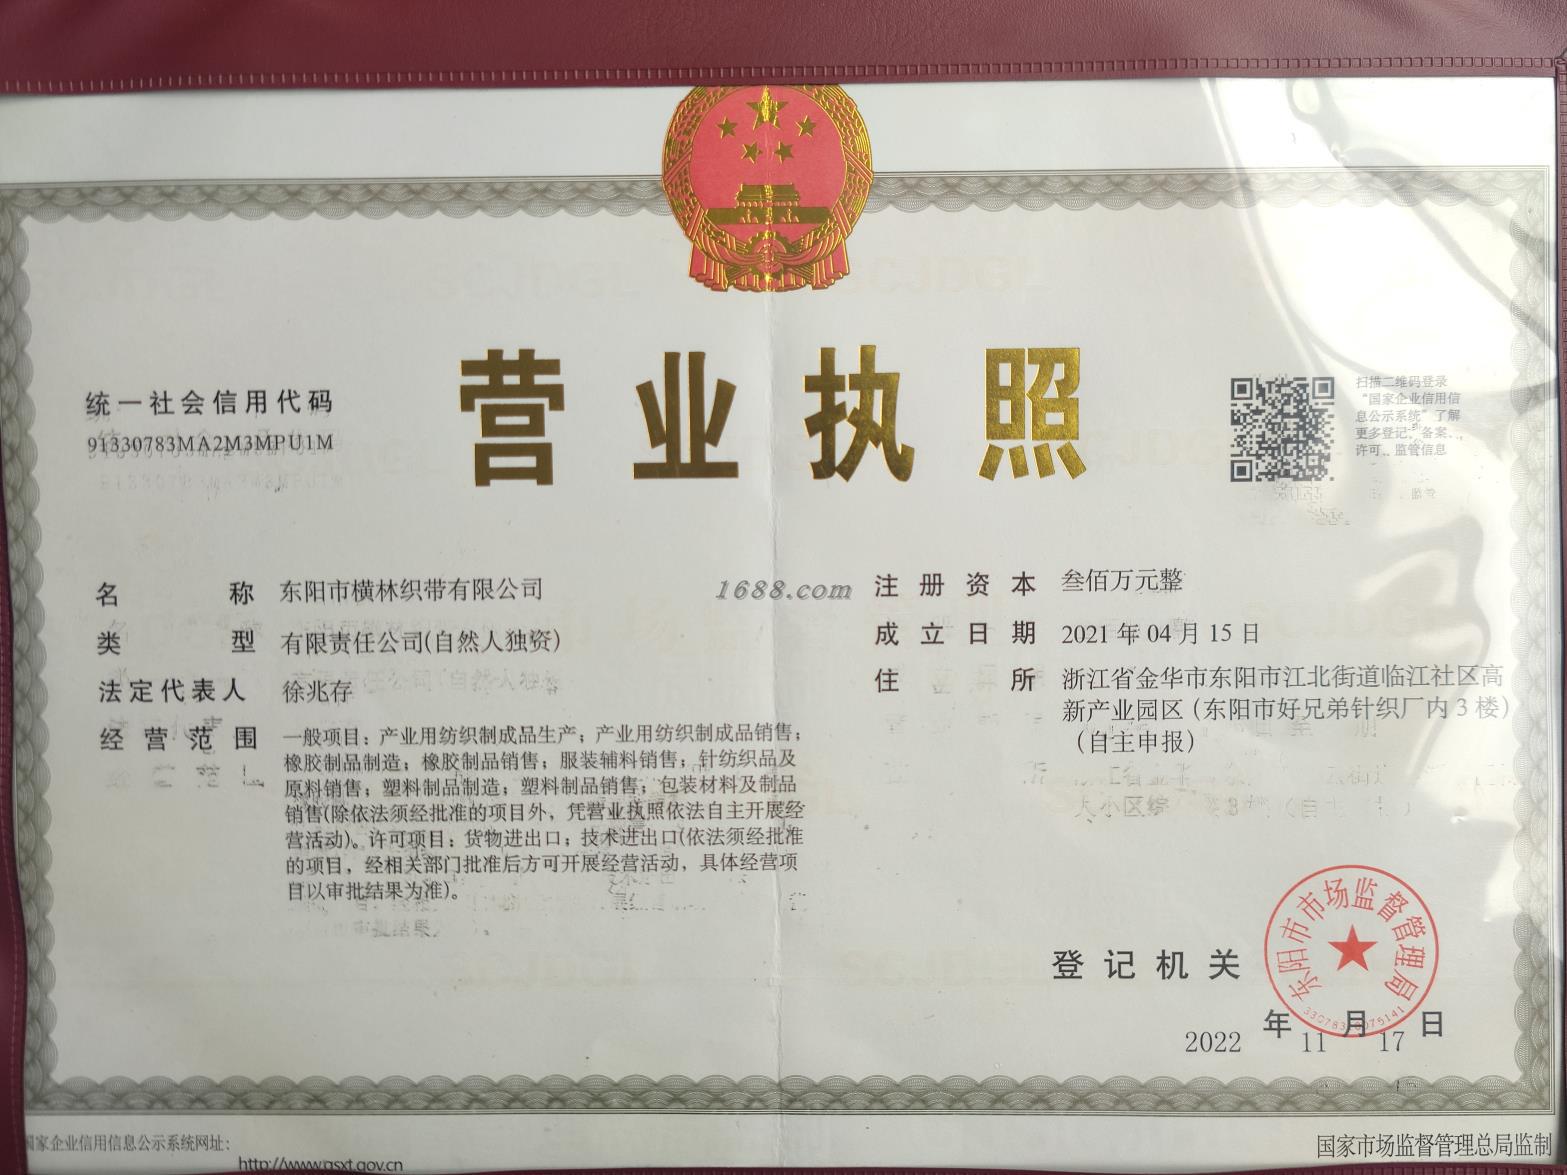 营业执照
统一社会信用代码
91330783MA2M3MPU1M
扫描二维码登录
“国家企业信用信
息公示系统”了解
更多登记、备案、
许可、监管信息
名称 东阳市横林织带有限公司
类型 有限责任公司(自然人独资)
法定代表人 徐兆存
经营范围 一般项目：产业用纺织制成品生产；产业用纺织制成品销售；
橡胶制品制造；橡胶制品销售；服装辅料销售；针纺织品及
原料销售；塑料制品制造；塑料制品销售；包装材料及制品
销售(除依法须经批准的项目外，凭营业执照依法自主开展经
营活动)。许可项目：货物进出口；技术进出口(依法须经批准
的项目，经相关部门批准后方可开展经营活动，具体经营项
目以审批结果为准)。
1688.com
注册资本 叁佰万元整
成立日期 2021年04月15日
住所 浙江省金华市东阳市江北街道临江社区高
新产业园区（东阳市好兄弟针织厂内3楼）
（自主申报）
登记机关
东阳市市场监督管理局
2022年11月17日
国家企业信用信息公示系统网址：
http://www.gsxt.gov.cn
国家市场监督管理总局监制